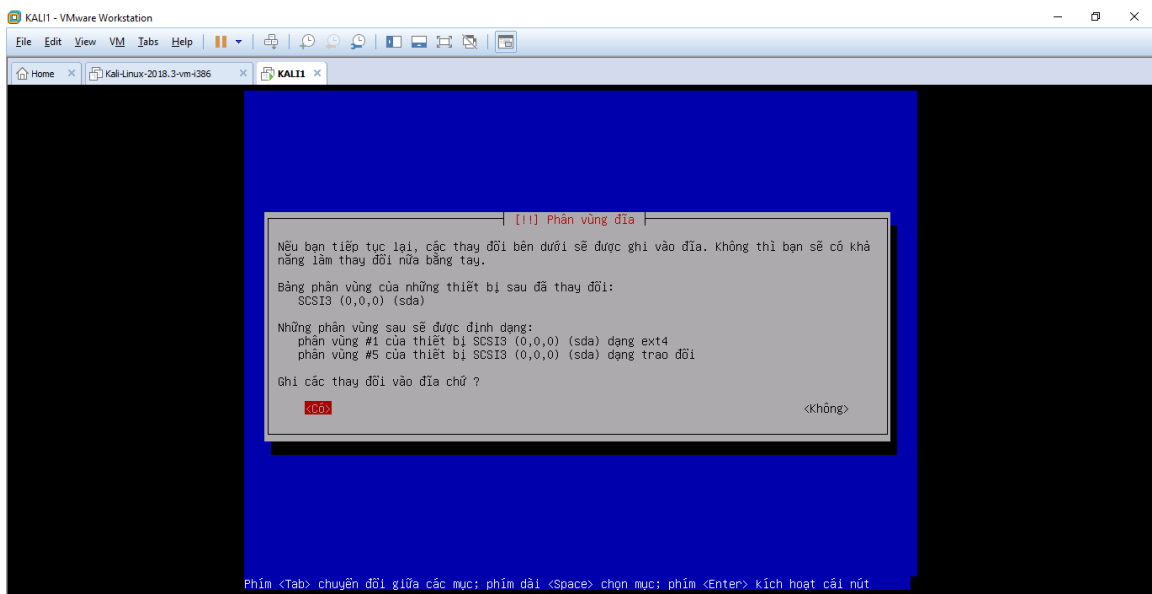 KALI1 - VMware Workstation
File Edit View VM Tabs Help
Home Kali-Linux-2018.3-vm-i386 KALI1
[!!] Phân vùng đĩa
Nếu bạn tiếp tục lại, các thay đổi bên dưới sẽ được ghi vào đĩa. Không thì bạn sẽ có khả
năng làm thay đổi nữa bằng tay.
Bảng phân vùng của những thiết bị sau đã thay đổi:
SCSI3 (0,0,0) (sda)
Những phân vùng sau sẽ được định dạng:
phân vùng #1 của thiết bị SCSI3 (0,0,0) (sda) dạng ext4
phân vùng #5 của thiết bị SCSI3 (0,0,0) (sda) dạng trao đổi
Ghi các thay đổi vào đĩa chứ ?
<Có> <Không>
Phím <Tab> chuyển đổi giữa các mục; phím dài <Space> chọn mục; phím <Enter> kích hoạt cái nút